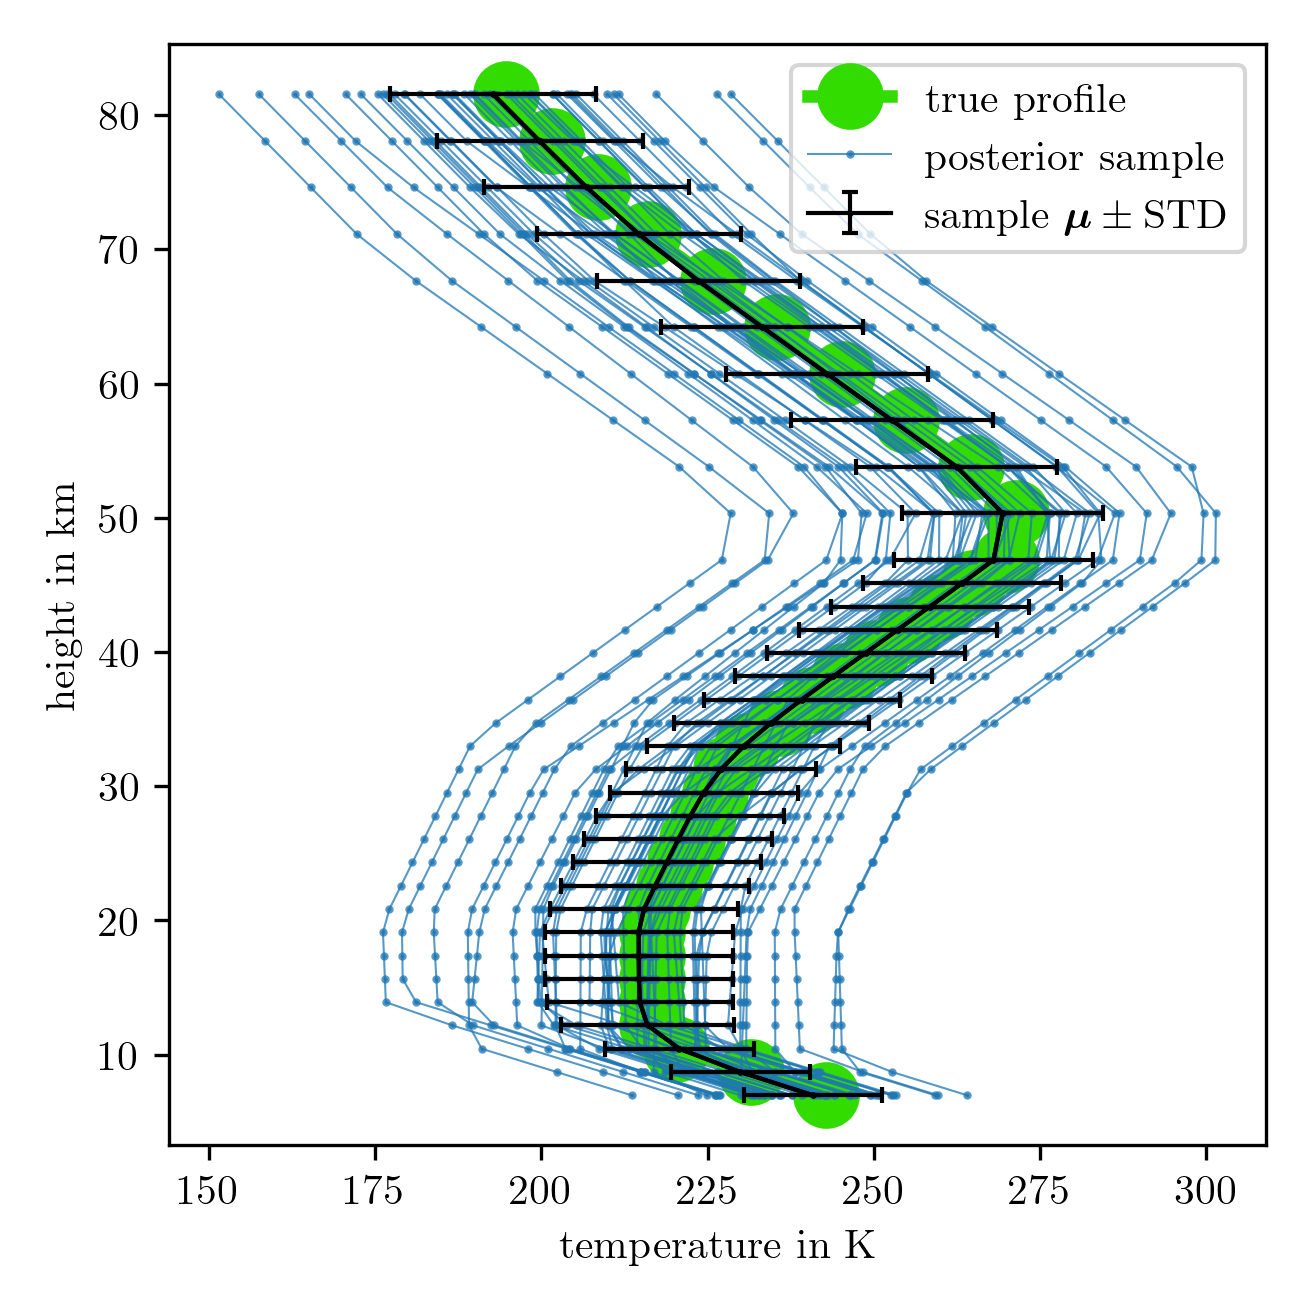 true profile
posterior sample
sample μ ± STD
80
70
60
50
40
30
20
10
height in km
150 175 200 225 250 275 300
temperature in K